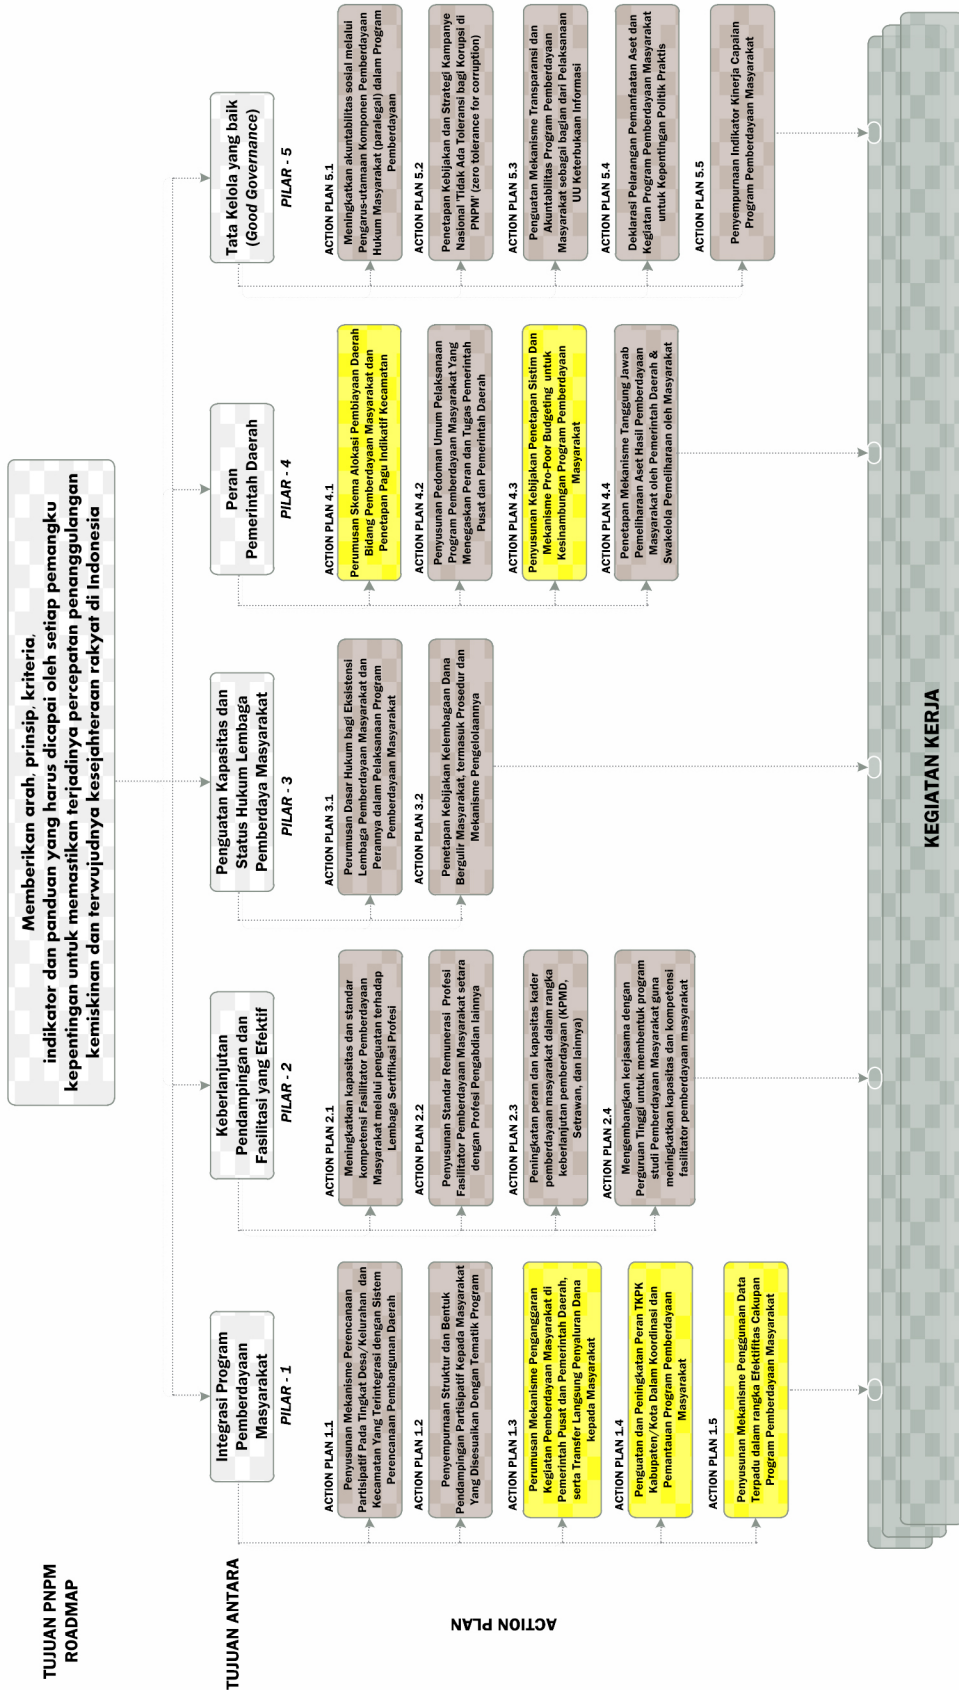 TUJUAN PNPM
ROADMAP
Memberikan arah, prinsip, kriteria,
indikator dan panduan yang harus dicapai oleh setiap pemangku
kepentingan untuk memastikan terjadinya percepatan penanggulangan
kemiskinan dan terwujudnya kesejahteraan rakyat di Indonesia
TUJUAN ANTARA
Integrasi Program
Pemberdayaan
Masyarakat
PILAR - 1
Keberlanjutan
Pendampingan dan
Fasilitasi yang Efektif
PILAR - 2
Penguatan Kapasitas dan
Status Hukum Lembaga
Pemberdaya Masyarakat
PILAR - 3
Peran
Pemerintah Daerah
PILAR - 4
Tata Kelola yang baik
(Good Governance)
PILAR - 5
ACTION PLAN
ACTION PLAN 1.1
Penyusunan Mekanisme Perencanaan
Partisipatif Pada Tingkat Desa/Kelurahan dan
Kecamatan Yang Terintegrasi dengan Sistem
Perencanaan Pembangunan Daerah
ACTION PLAN 1.2
Penyempurnaan Struktur dan Bentuk
Pendampingan Partisipatif Kepada Masyarakat
Yang Disesuaikan Dengan Tematik Program
ACTION PLAN 1.3
Perumusan Mekanisme Penganggaran
Kegiatan Pemberdayaan Masyarakat di
Pemerintah Pusat dan Pemerintah Daerah,
serta Transfer Langsung Penyaluran Dana
kepada Masyarakat
ACTION PLAN 1.4
Penguatan dan Peningkatan Peran TKPK
Kabupaten/Kota Dalam Koordinasi dan
Pemantauan Program Pemberdayaan
Masyarakat
ACTION PLAN 1.5
Penyusunan Mekanisme Penggunaan Data
Terpadu dalam rangka Efektifitas Cakupan
Program Pemberdayaan Masyarakat
ACTION PLAN 2.1
Meningkatkan kapasitas dan standar
kompetensi Fasilitator Pemberdayaan
Masyarakat melalui penguatan terhadap
Lembaga Sertifikasi Profesi
ACTION PLAN 2.2
Penyusunan Standar Remunerasi Profesi
Fasilitator Pemberdayaan Masyarakat setara
dengan Profesi Pengabdian lainnya
ACTION PLAN 2.3
Peningkatan peran dan kapasitas kader
pemberdayaan masyarakat dalam rangka
keberlanjutan pemberdayaan (KPMD,
Setrawan, dan lainnya)
ACTION PLAN 2.4
Mengembangkan kerjasama dengan
Perguruan Tinggi untuk membentuk program
studi Pemberdayaan Masyarakat guna
meningkatkan kapasitas dan kompetensi
fasilitator pemberdayaan masyarakat
ACTION PLAN 3.1
Perumusan Dasar Hukum bagi Eksistensi
Lembaga Pemberdayaan Masyarakat dan
Perannya dalam Pelaksanaan Program
Pemberdayaan Masyarakat
ACTION PLAN 3.2
Penetapan Kebijakan Kelembagaan Dana
Bergulir Masyarakat, termasuk Prosedur dan
Mekanisme Pengelolaannya
ACTION PLAN 4.1
Perumusan Skema Alokasi Pembiayaan Daerah
Bidang Pemberdayaan Masyarakat dan
Penetapan Pagu Indikatif Kecamatan
ACTION PLAN 4.2
Penyusunan Pedoman Umum Pelaksanaan
Program Pemberdayaan Masyarakat Yang
Menegaskan Peran dan Tugas Pemerintah
Pusat dan Pemerintah Daerah
ACTION PLAN 4.3
Penyusunan Kebijakan Penetapan Sistim Dan
Mekanisme Pro-Poor Budgeting untuk
Kesinambungan Program Pemberdayaan
Masyarakat
ACTION PLAN 4.4
Penetapan Mekanisme Tanggung Jawab
Pemeliharaan Aset Hasil Pemberdayaan
Masyarakat oleh Pemerintah Daerah &
Swakelola Pemeliharaan oleh Masyarakat
ACTION PLAN 5.1
Meningkatkan akuntabilitas sosial melalui
Pengarus-utamaan Komponen Pemberdayaan
Hukum Masyarakat (paralegal) dalam Program
Pemberdayaan
ACTION PLAN 5.2
Penetapan Kebijakan dan Strategi Kampanye
Nasional 'Tidak Ada Toleransi bagi Korupsi di
PNPM' (zero tolerance for corruption)
ACTION PLAN 5.3
Penguatan Mekanisme Transparansi dan
Akuntabilitas Program Pemberdayaan
Masyarakat sebagai bagian dari Pelaksanaan
UU Keterbukaan Informasi
ACTION PLAN 5.4
Deklarasi Pelarangan Pemanfaatan Aset dan
Kegiatan Program Pemberdayaan Masyarakat
untuk Kepentingan Politik Praktis
ACTION PLAN 5.5
Penyempurnaan Indikator Kinerja Capaian
Program Pemberdayaan Masyarakat
KEGIATAN KERJA